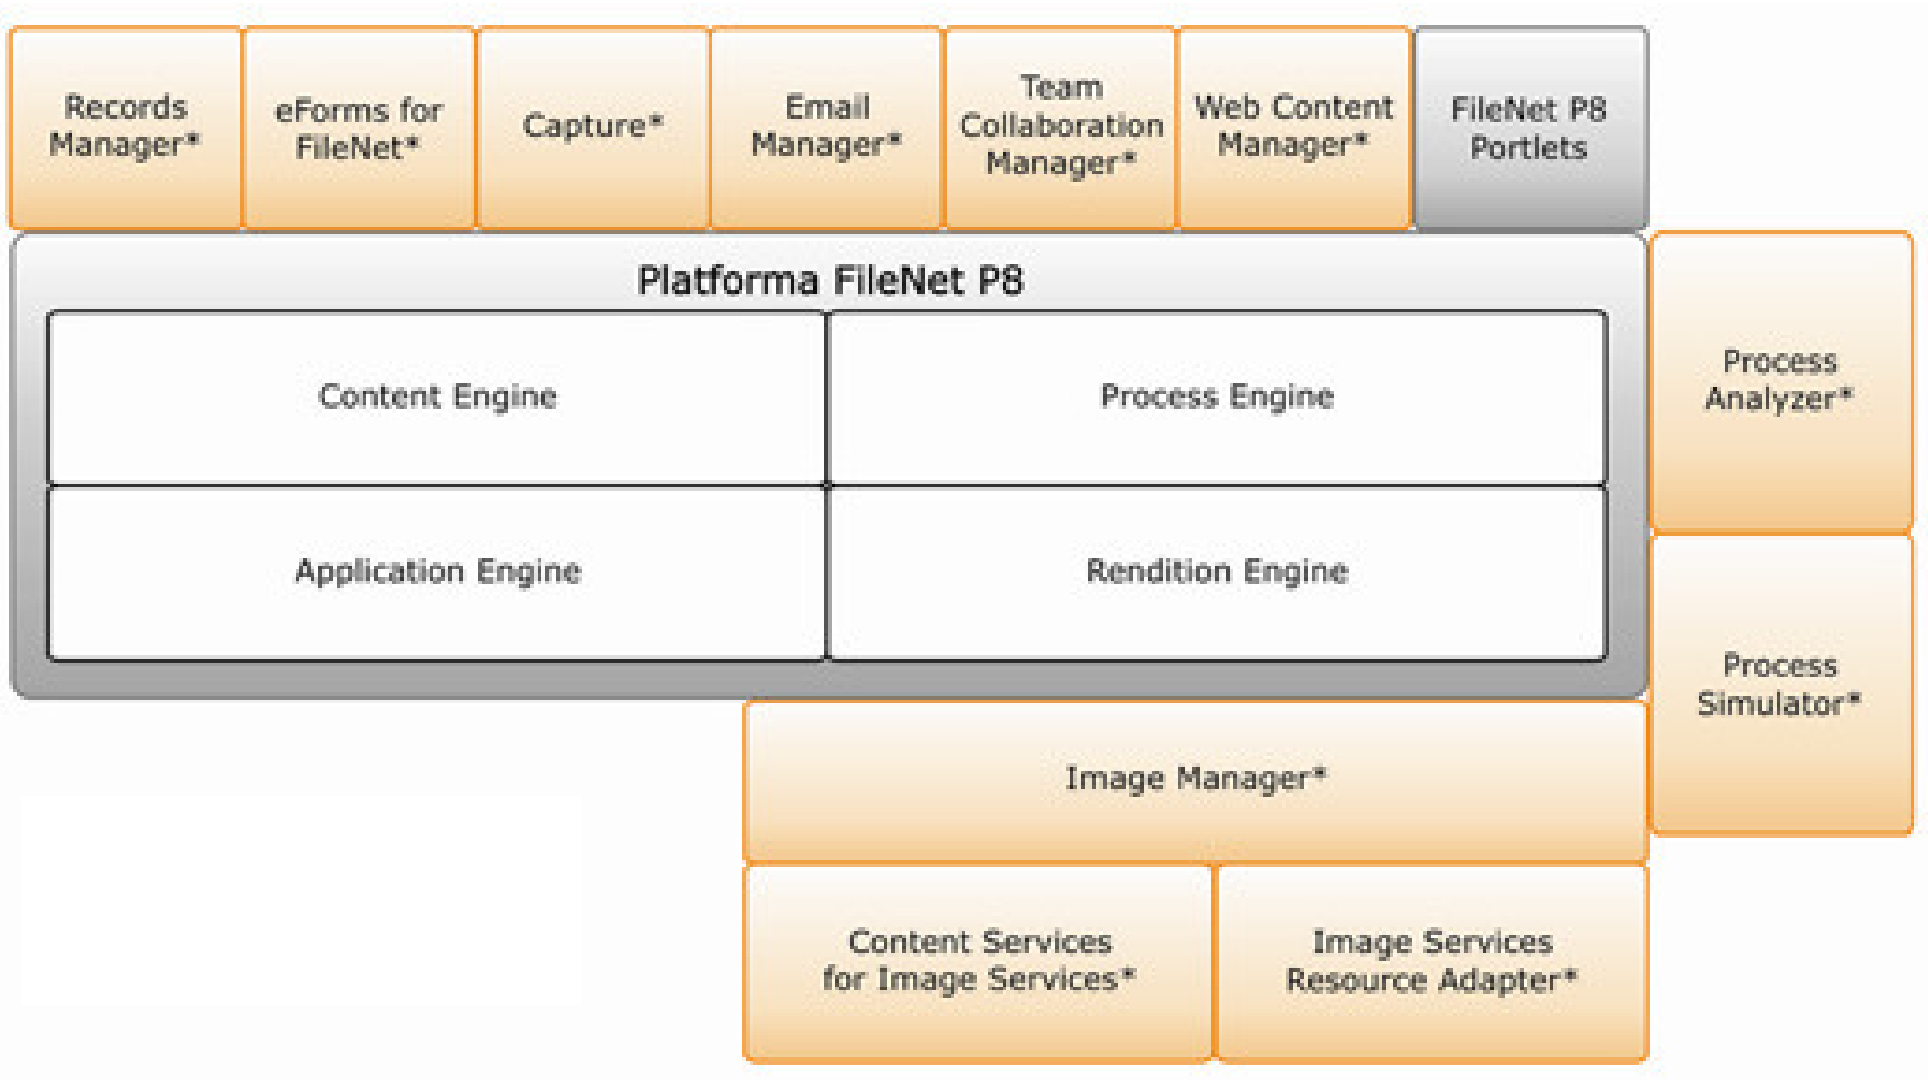 Records
Manager*
eForms for
FileNet*
Capture*
Email
Manager*
Team
Collaboration
Manager*
Web Content
Manager*
FileNet P8
Portlets
Platforma FileNet P8
Content Engine
Process Engine
Application Engine
Rendition Engine
Process
Analyzer*
Process
Simulator*
Image Manager*
Content Services
for Image Services*
Image Services
Resource Adapter*